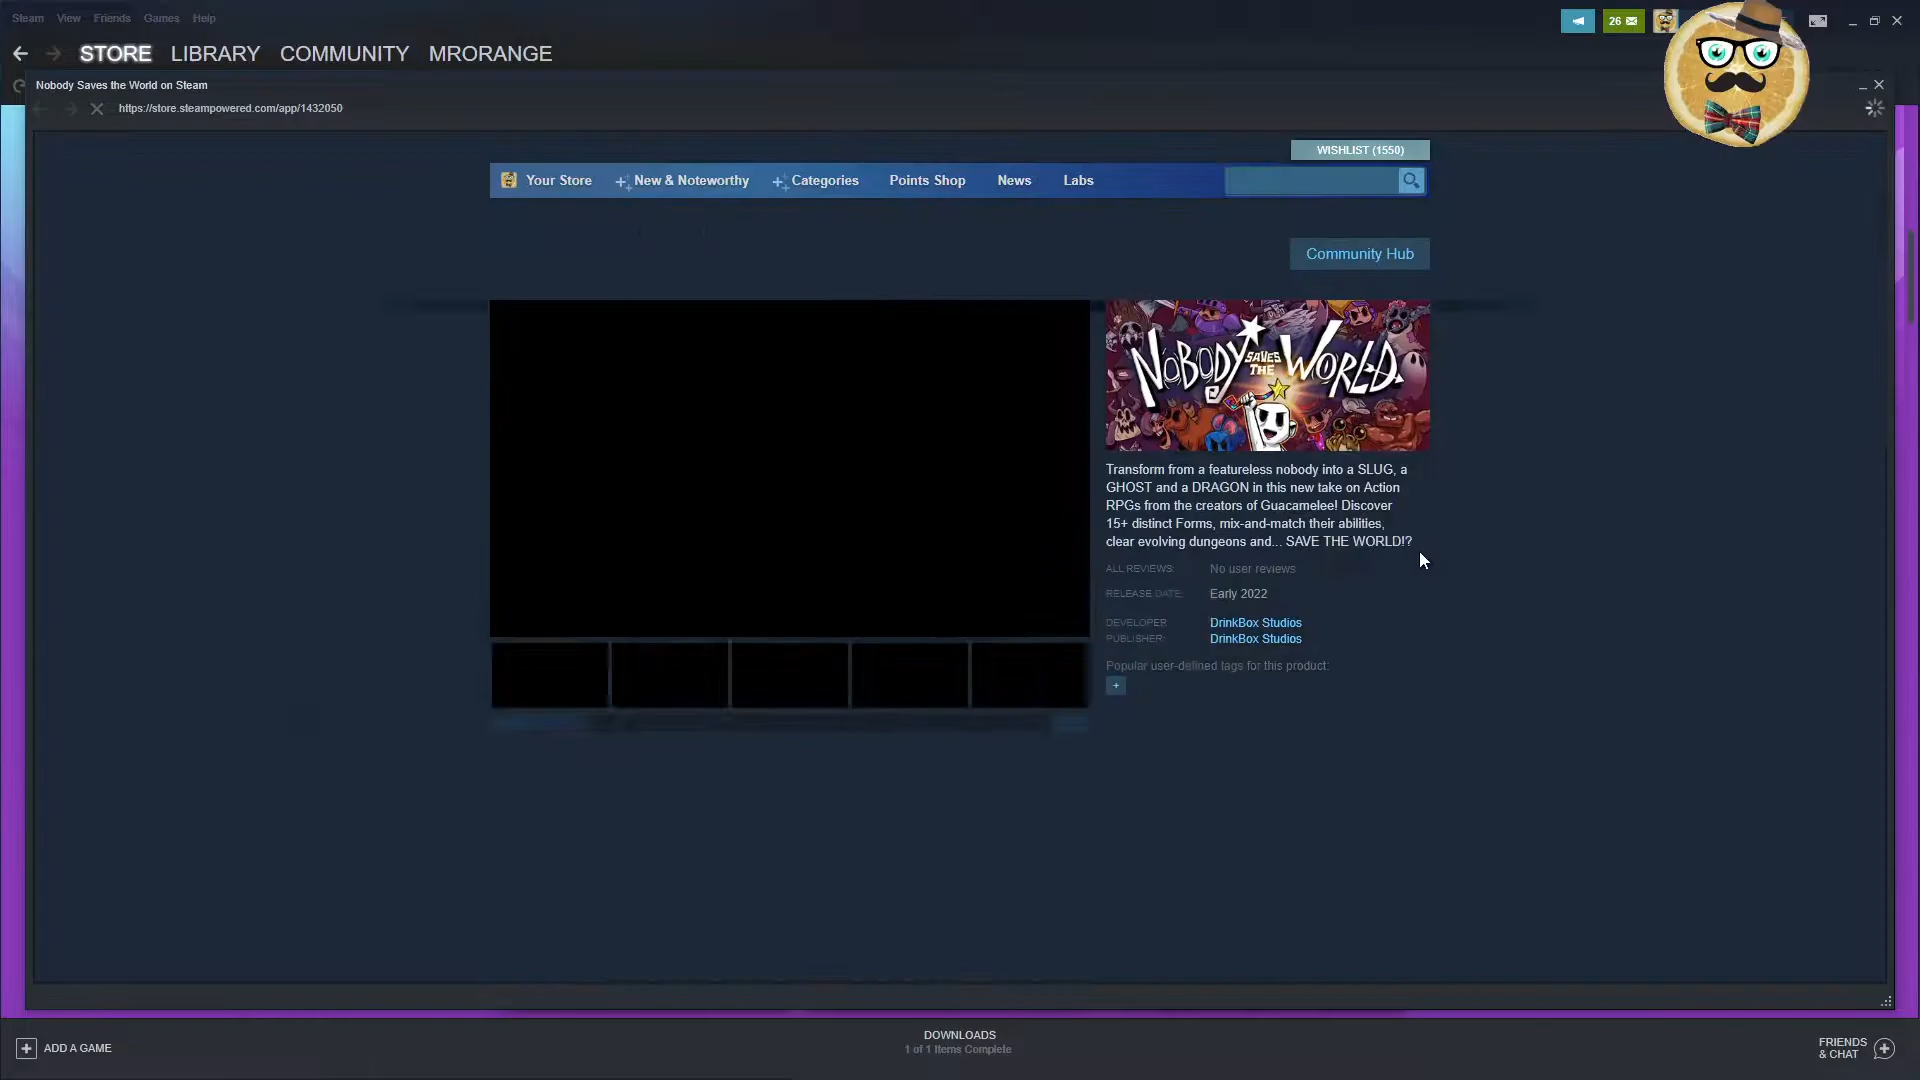 Steam View Friends Games Help
26
STORE LIBRARY COMMUNITY MRORANGE
Nobody Saves the World on Steam
https://store.steampowered.com/app/1432050
WISHLIST (1550)
Your Store New & Noteworthy Categories Points Shop News Labs
Community Hub
NOBODY SAVES THE WORLD
Transform from a featureless nobody into a SLUG, a
GHOST and a DRAGON in this new take on Action
RPGs from the creators of Guacamelee! Discover
15+ distinct Forms, mix-and-match their abilities,
clear evolving dungeons and... SAVE THE WORLD!?
ALL REVIEWS: No user reviews
RELEASE DATE: Early 2022
DEVELOPER: DrinkBox Studios
PUBLISHER: DrinkBox Studios
Popular user-defined tags for this product:
+
ADD A GAME
DOWNLOADS
1 of 1 Items Complete
FRIENDS
& CHAT